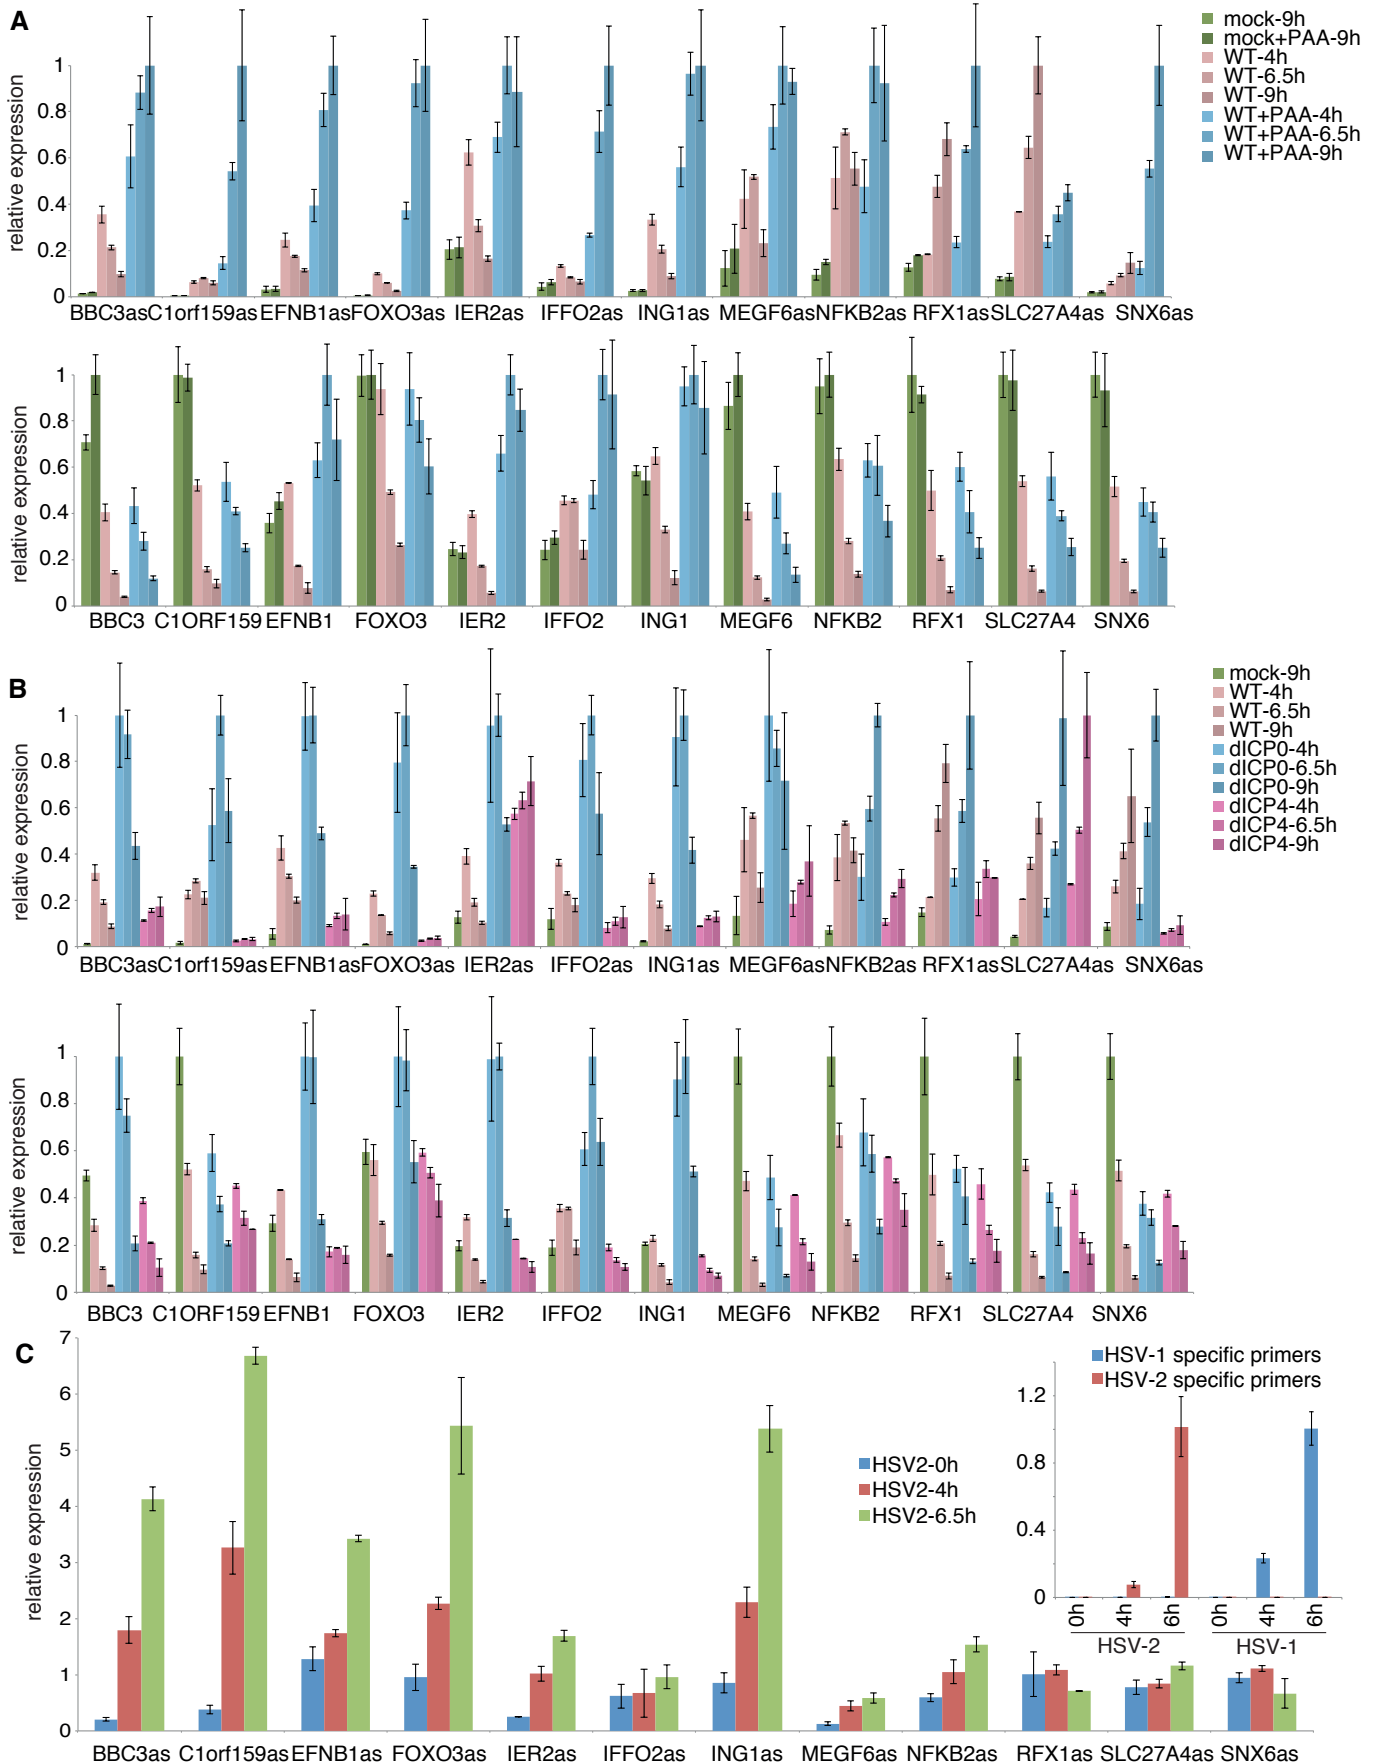 A
relative expression
1
0.8
0.6
0.4
0.2
0
BBC3as C1orf159as EFNB1as FOXO3as IER2as IFFO2as ING1as MEGF6as NFKB2as RFX1as SLC27A4as SNX6as
mock-9h
mock+PAA-9h
WT-4h
WT-6.5h
WT-9h
WT+PAA-4h
WT+PAA-6.5h
WT+PAA-9h
relative expression
1
0.8
0.6
0.4
0.2
0
BBC3 C1ORF159 EFNB1 FOXO3 IER2 IFFO2 ING1 MEGF6 NFKB2 RFX1 SLC27A4 SNX6
B
relative expression
1
0.8
0.6
0.4
0.2
0
BBC3as C1orf159as EFNB1as FOXO3as IER2as IFFO2as ING1as MEGF6as NFKB2as RFX1as SLC27A4as SNX6as
mock-9h
WT-4h
WT-6.5h
WT-9h
dICP0-4h
dICP0-6.5h
dICP0-9h
dICP4-4h
dICP4-6.5h
dICP4-9h
relative expression
1
0.8
0.6
0.4
0.2
0
BBC3 C1ORF159 EFNB1 FOXO3 IER2 IFFO2 ING1 MEGF6 NFKB2 RFX1 SLC27A4 SNX6
C
relative expression
7
6
5
4
3
2
1
0
BBC3as C1orf159as EFNB1as FOXO3as IER2as IFFO2as ING1as MEGF6as NFKB2as RFX1as SLC27A4as SNX6as
HSV2-0h
HSV2-4h
HSV2-6.5h
HSV-1 specific primers
HSV-2 specific primers
1.2
0.8
0.4
0
0h 4h 6h 0h 4h 6h
HSV-2 HSV-1